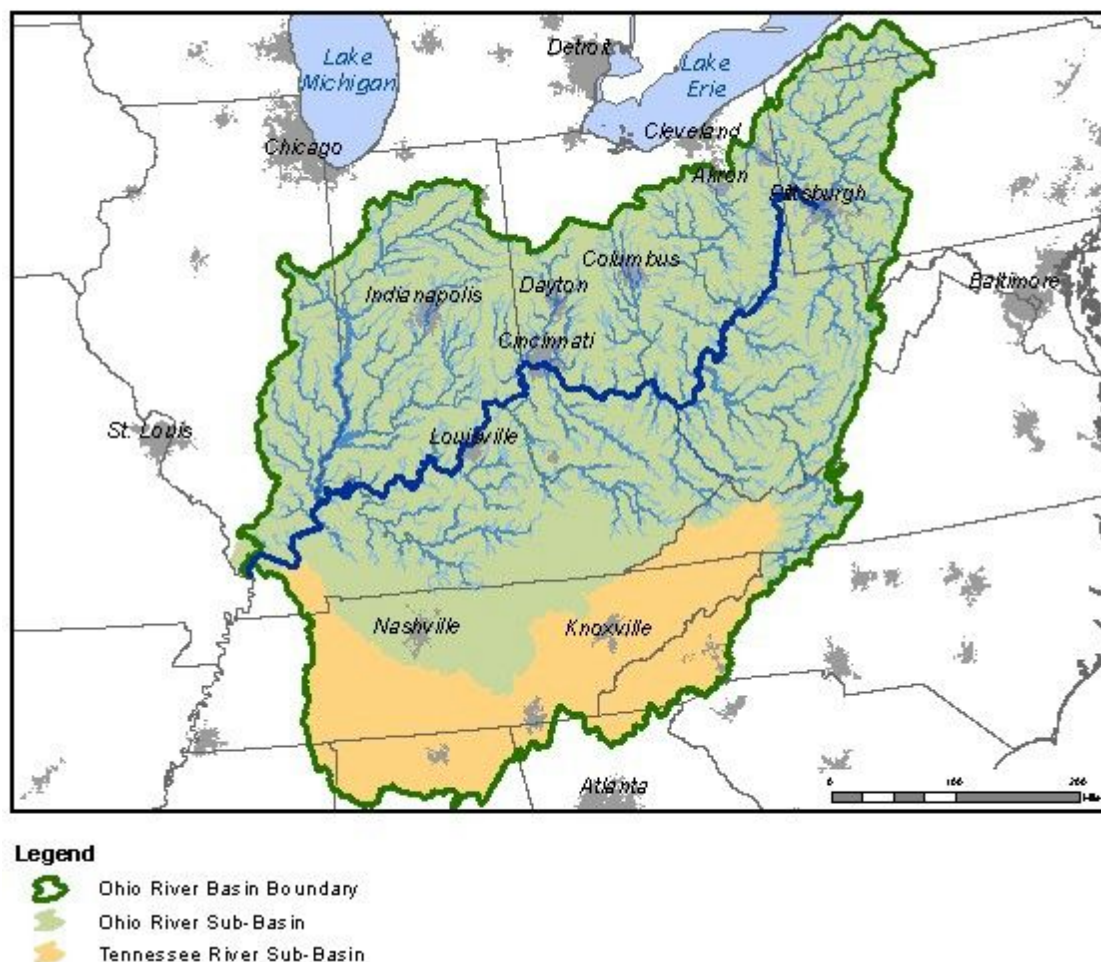 Lake
Michigan
Detroit
Lake
Erie
Cleveland
Chicago
Akron
Pittsburgh
Columbus
Dayton
Indianapolis
Baltimore
Cincinnati
St. Louis
Louisville
Nashville
Knoxville
Atlanta
0 100 200
Legend
Ohio River Basin Boundary
Ohio River Sub-Basin
Tennessee River Sub-Basin